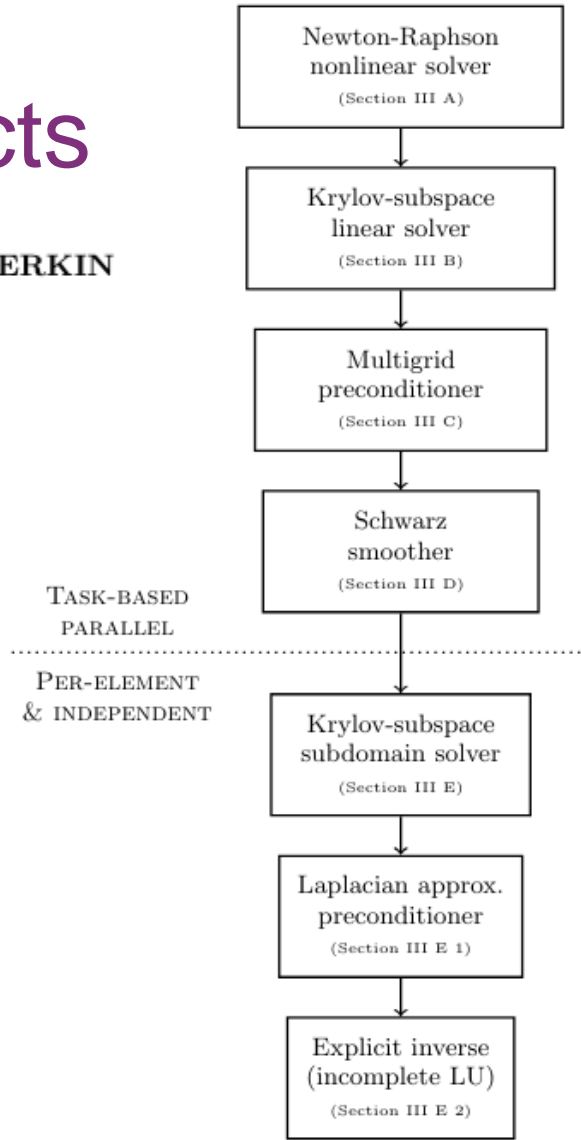 Newton-Raphson
nonlinear solver
(Section III A)
cts
Krylov-subspace
linear solver
(Section III B)
ERKIN
Multigrid
preconditioner
(Section III C)
Schwarz
smoother
(Section III D)
TASK-BASED
PARALLEL
PER-ELEMENT
& INDEPENDENT
Krylov-subspace
subdomain solver
(Section III E)
Laplacian approx.
preconditioner
(Section III E 1)
Explicit inverse
(incomplete LU)
(Section III E 2)